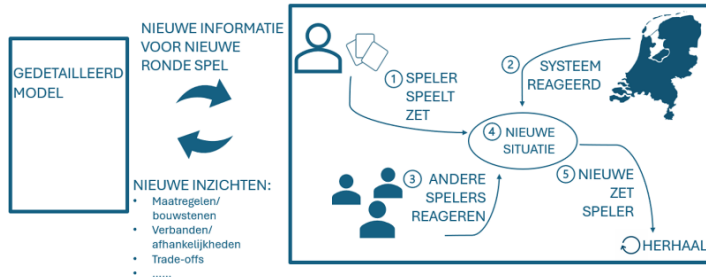 GEDETAILLEERD
MODEL
NIEUWE INFORMATIE
VOOR NIEUWE
RONDE SPEL
NIEUWE INZICHTEN:
• Maatregelen/
bouwstenen
• Verbanden/
afhankelijkheden
• Trade-offs
• ......
1 SPELER
SPEELT
ZET
2 SYSTEEM
REAGEERD
3 ANDERE
SPELERS
REAGEREN
4 NIEUWE
SITUATIE
5 NIEUWE
ZET
SPELER
HERHAAL